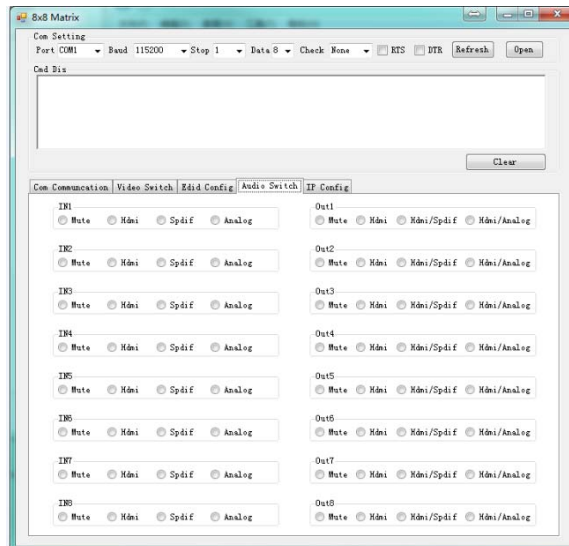 8x8 Matrix
Com Setting
Port COM1 Baud 115200 Stop 1 Data 8 Check None RTS DTR Refresh Open
Cmd Dis
Clear
Com Communcation Video Switch Edid Config Audio Switch IP Config
IN1 Out1
Mute Hdmi Spdif Analog Mute Hdmi Hdmi/Spdif Hdmi/Analog
IN2 Out2
Mute Hdmi Spdif Analog Mute Hdmi Hdmi/Spdif Hdmi/Analog
IN3 Out3
Mute Hdmi Spdif Analog Mute Hdmi Hdmi/Spdif Hdmi/Analog
IN4 Out4
Mute Hdmi Spdif Analog Mute Hdmi Hdmi/Spdif Hdmi/Analog
IN5 Out5
Mute Hdmi Spdif Analog Mute Hdmi Hdmi/Spdif Hdmi/Analog
IN6 Out6
Mute Hdmi Spdif Analog Mute Hdmi Hdmi/Spdif Hdmi/Analog
IN7 Out7
Mute Hdmi Spdif Analog Mute Hdmi Hdmi/Spdif Hdmi/Analog
IN8 Out8
Mute Hdmi Spdif Analog Mute Hdmi Hdmi/Spdif Hdmi/Analog